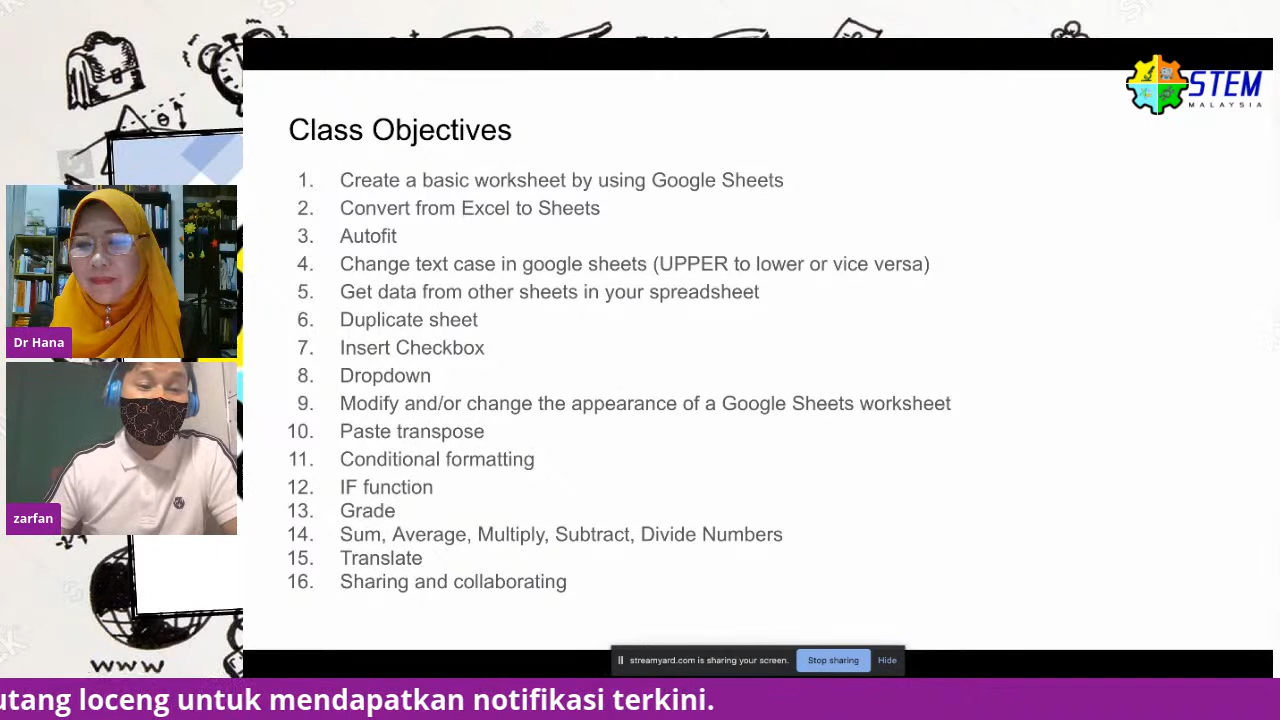 STEM
MALAYSIA
Class Objectives
1. Create a basic worksheet by using Google Sheets
2. Convert from Excel to Sheets
3. Autofit
4. Change text case in google sheets (UPPER to lower or vice versa)
5. Get data from other sheets in your spreadsheet
6. Duplicate sheet
7. Insert Checkbox
8. Dropdown
9. Modify and/or change the appearance of a Google Sheets worksheet
10. Paste transpose
11. Conditional formatting
12. IF function
13. Grade
14. Sum, Average, Multiply, Subtract, Divide Numbers
15. Translate
16. Sharing and collaborating
Dr Hana
zarfan
www
streamyard.com is sharing your screen. Stop sharing Hide
utang loceng untuk mendapatkan notifikasi terkini.